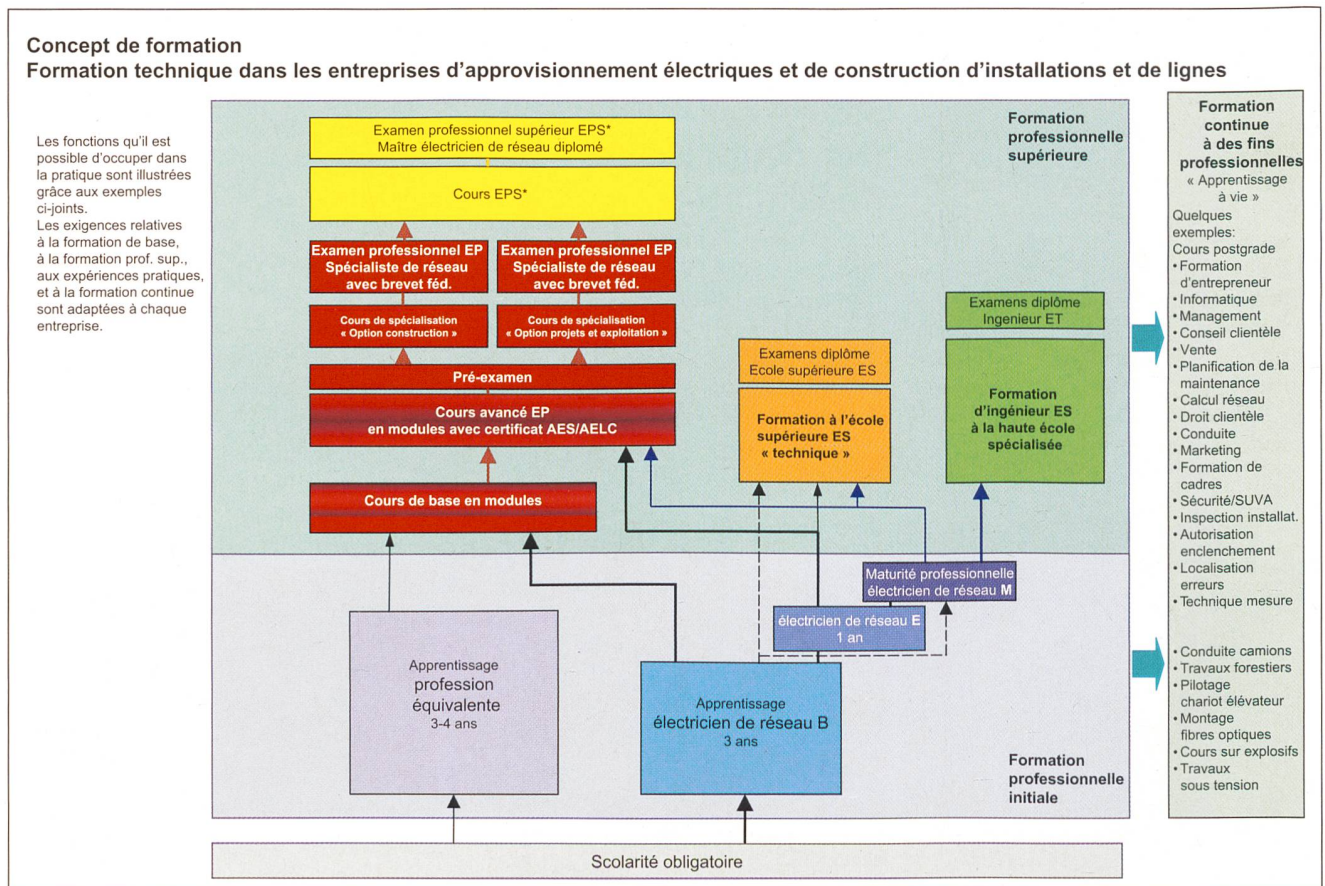 Concept de formation
Formation technique dans les entreprises d'approvisionnement électriques et de construction d'installations et de lignes
Les fonctions qu'il est
possible d'occuper dans
la pratique sont illustrées
grâce aux exemples
ci-joints.
Les exigences relatives
à la formation de base,
à la formation prof. sup.,
aux expériences pratiques,
et à la formation continue
sont adaptées à chaque
entreprise.
Formation
professionnelle
supérieure
Examen professionnel supérieur EPS*
Maître électricien de réseau diplomé
Cours EPS*
Examen professionnel EP
Spécialiste de réseau
avec brevet féd.
Examen professionnel EP
Spécialiste de réseau
avec brevet féd.
Cours de spécialisation
« Option construction »
Cours de spécialisation
« Option projets et exploitation »
Pré-examen
Cours avancé EP
en modules avec certificat AES/AELC
Cours de base en modules
Examens diplôme
Ecole supérieure ES
Formation à l'école
supérieure ES
« technique »
Examens diplôme
Ingenieur ET
Formation
d'ingénieur ES
à la haute école
spécialisée
Maturité professionnelle
électricien de réseau M
électricien de réseau E
1 an
Apprentissage
profession
équivalente
3-4 ans
Apprentissage
électricien de réseau B
3 ans
Formation
professionnelle
initiale
Scolarité obligatoire
Formation
continue
à des fins
professionnelles
« Apprentissage
à vie »
Quelques
exemples:
Cours postgrade
• Formation
d'entrepreneur
• Informatique
• Management
• Conseil clientèle
• Vente
• Planification de la
maintenance
• Calcul réseau
• Droit clientèle
• Conduite
• Marketing
• Formation de
cadres
• Sécurité/SUVA
• Inspection installat.
• Autorisation
enclenchement
• Localisation
erreurs
• Technique mesure
• Conduite camions
• Travaux forestiers
• Pilotage
chariot élévateur
• Montage
fibres optiques
• Cours sur explosifs
• Travaux
sous tension